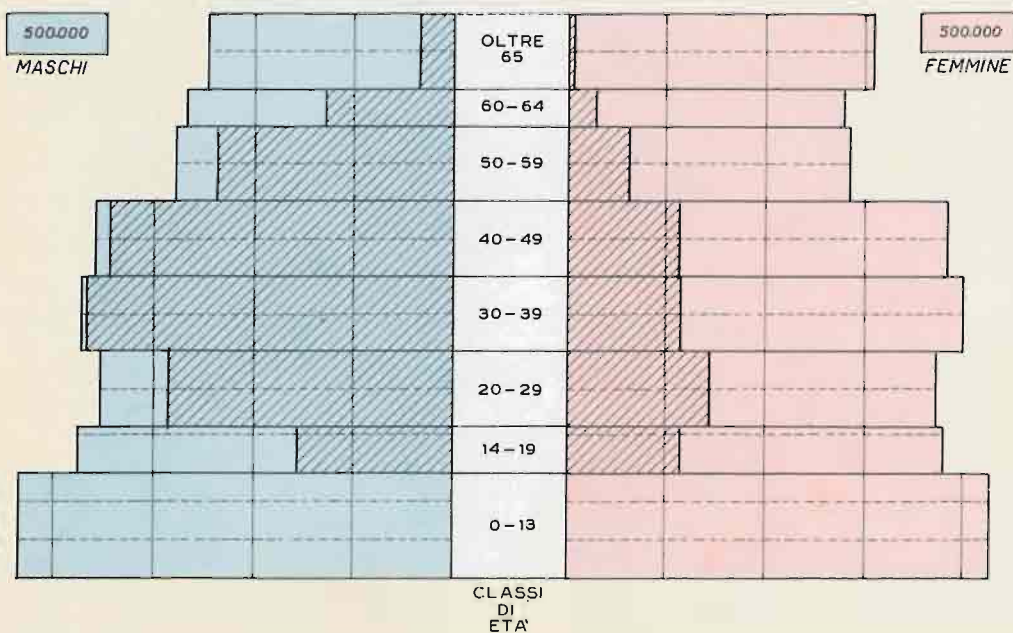 500.000
MASCHI
500.000
FEMMINE
OLTRE
65
60-64
50-59
40-49
30-39
20-29
14-19
0-13
CLASSI
DI
ETA'